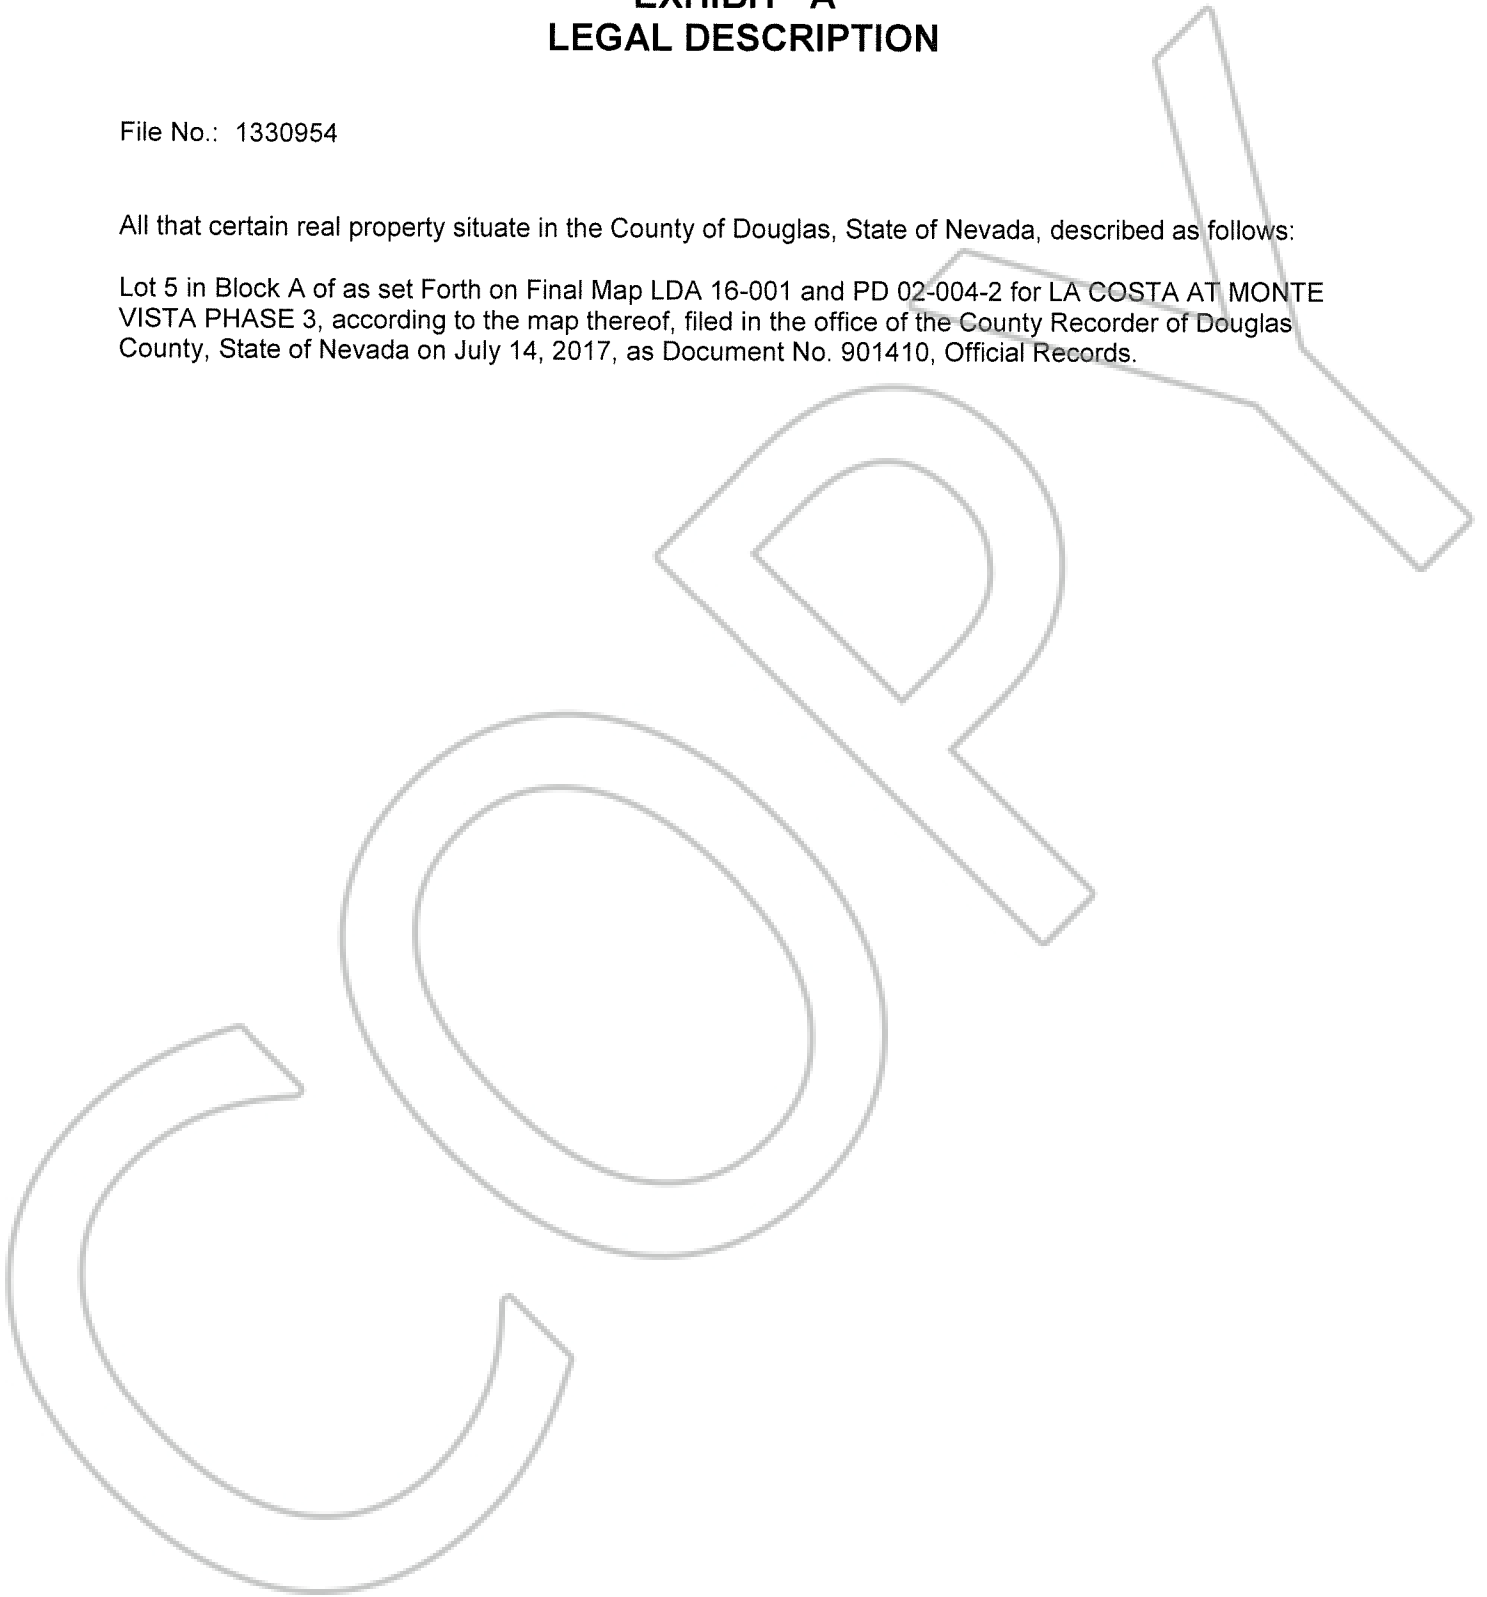 EXHIBIT "A"
LEGAL DESCRIPTION
File No.: 1330954
All that certain real property situate in the County of Douglas, State of Nevada, described as follows:
Lot 5 in Block A of as set Forth on Final Map LDA 16-001 and PD 02-004-2 for LA COSTA AT MONTE
VISTA PHASE 3, according to the map thereof, filed in the office of the County Recorder of Douglas
County, State of Nevada on July 14, 2017, as Document No. 901410, Official Records.
COPY